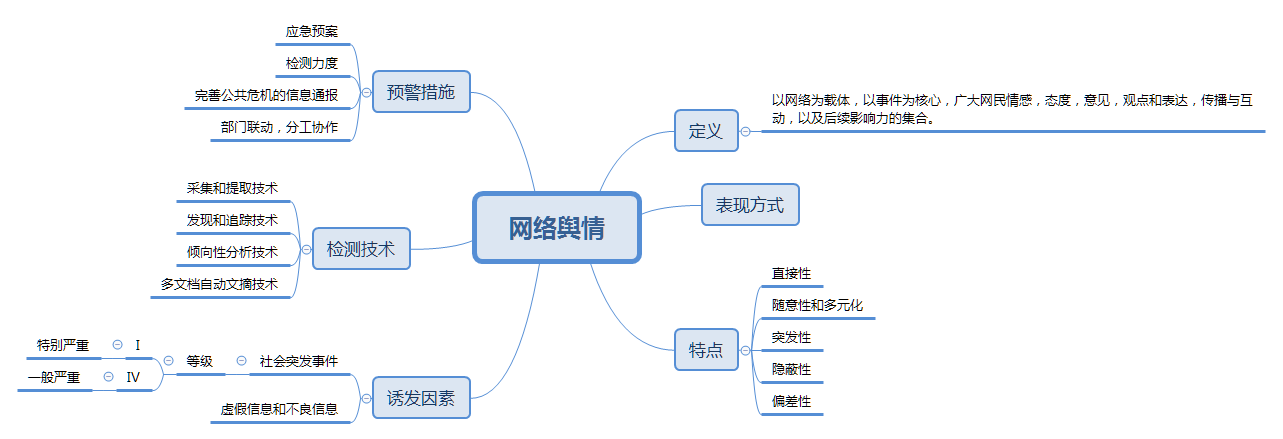 网络舆情
定义
以网络为载体，以事件为核心，广大网民情感，态度，意见，观点和表达，传播与互
动，以及后续影响力的集合。
表现方式
特点
直接性
随意性和多元化
突发性
隐蔽性
偏差性
预警措施
应急预案
检测力度
完善公共危机的信息通报
部门联动，分工协作
检测技术
采集和提取技术
发现和追踪技术
倾向性分析技术
多文档自动文摘技术
诱发因素
社会突发事件
等级
I
特别严重
IV
一般严重
虚假信息和不良信息